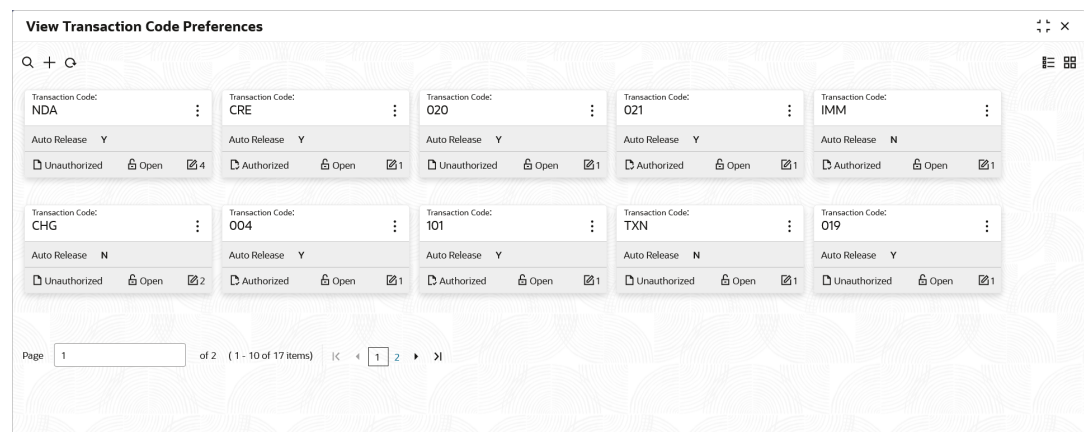 View Transaction Code Preferences
Transaction Code: Transaction Code: Transaction Code: Transaction Code: Transaction Code:
NDA CRE 020 021 IMM
Auto Release Y Auto Release Y Auto Release Y Auto Release Y Auto Release N
Unauthorized Open 4 Authorized Open 1 Unauthorized Open 1 Authorized Open 1 Authorized Open 1
Transaction Code: Transaction Code: Transaction Code: Transaction Code: Transaction Code:
CHG 004 101 TXN 019
Auto Release N Auto Release Y Auto Release Y Auto Release N Auto Release Y
Unauthorized Open 2 Authorized Open 1 Authorized Open 1 Unauthorized Open 1 Unauthorized Open 1
Page 1 of 2 (1 - 10 of 17 items) 1 2